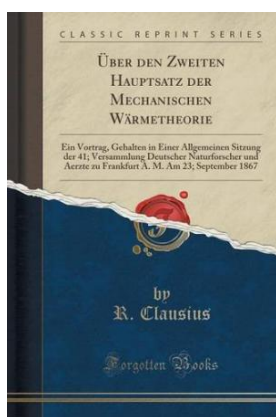 CLASSIC REPRINT SERIES
ÜBER DEN ZWEITEN
HAUPTSATZ DER
MECHANISCHEN
WÄRMETHEORIE
Ein Vortrag, Gehalten in Einer Allgemeinen Sitzung
der 41; Versammlung Deutscher Naturforscher und
Aerzte zu Frankfurt A. M. Am 23; September 1867
by
R. Clausius
Forgotten Books